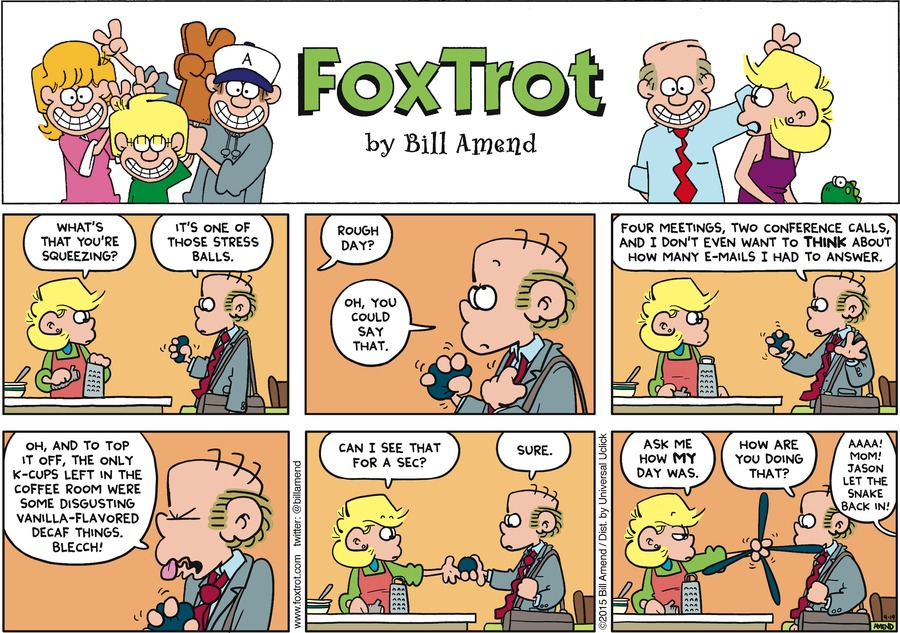 A
FOXTROT
by Bill Amend
WHAT'S
THAT YOU'RE
SQUEEZING?
IT'S ONE OF
THOSE STRESS
BALLS.
ROUGH
DAY?
OH, YOU
COULD
SAY
THAT.
FOUR MEETINGS, TWO CONFERENCE CALLS,
AND I DON'T EVEN WANT TO THINK ABOUT
HOW MANY E-MAILS I HAD TO ANSWER.
OH, AND TO TOP
IT OFF, THE ONLY
K-CUPS LEFT IN THE
COFFEE ROOM WERE
SOME DISGUSTING
VANILLA-FLAVORED
DECAF THINGS.
BLECCH!
www.foxtrot.com twitter: @billamend
CAN I SEE THAT
FOR A SEC?
SURE.
©2015 Bill Amend / Dist. by Universal Uclick
ASK ME
HOW MY
DAY WAS.
HOW ARE
YOU DOING
THAT?
AAAA!
MOM!
JASON
LET THE
SNAKE
BACK IN!
4-19
AMEND